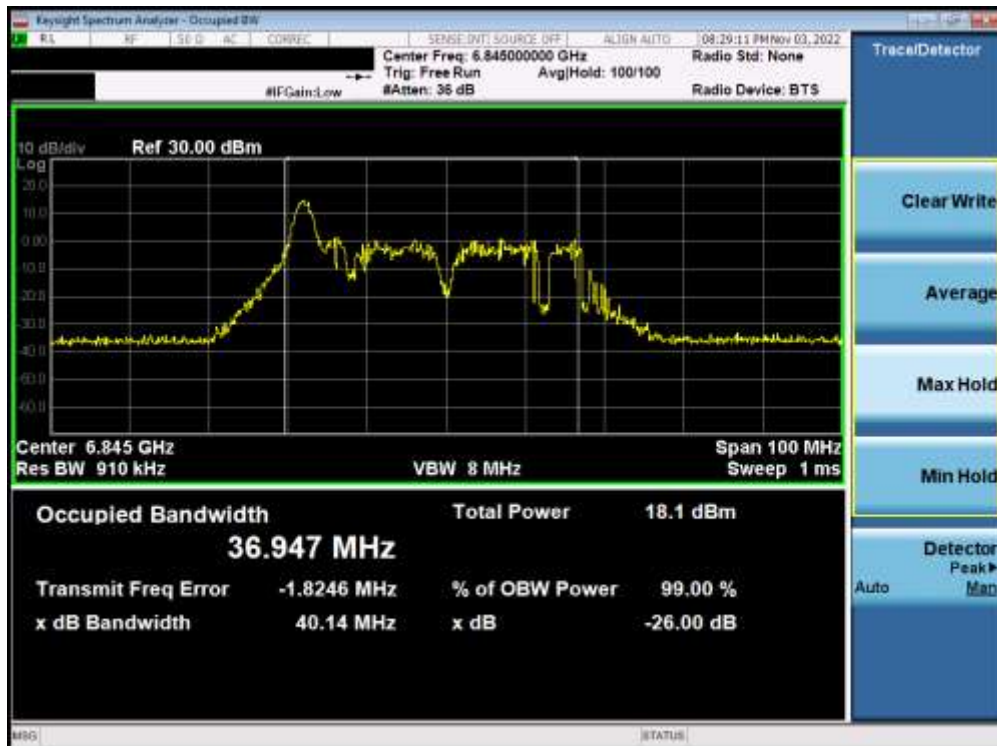 Keysight Spectrum Analyzer - Occupied BW
RL RF 50 Ω AC CORREC SENSE:INT SOURCE OFF ALIGN AUTO 08:29:11 PM Nov 03, 2022
Center Freq: 6.845000000 GHz Radio Std: None
Trig: Free Run Avg|Hold: 100/100
#IFGain:Low #Atten: 36 dB Radio Device: BTS
Trace/Detector
10 dB/div Ref 30.00 dBm
Log
20.0
10.0
0.00
-10.0
-20.0
-30.0
-40.0
-60.0
Center 6.845 GHz Span 100 MHz
Res BW 910 kHz VBW 8 MHz Sweep 1 ms
Occupied Bandwidth Total Power 18.1 dBm
36.947 MHz
Transmit Freq Error -1.8246 MHz % of OBW Power 99.00 %
x dB Bandwidth 40.14 MHz x dB -26.00 dB
Clear Write
Average
Max Hold
Min Hold
Detector
Peak▶
Auto Man
MSG STATUS